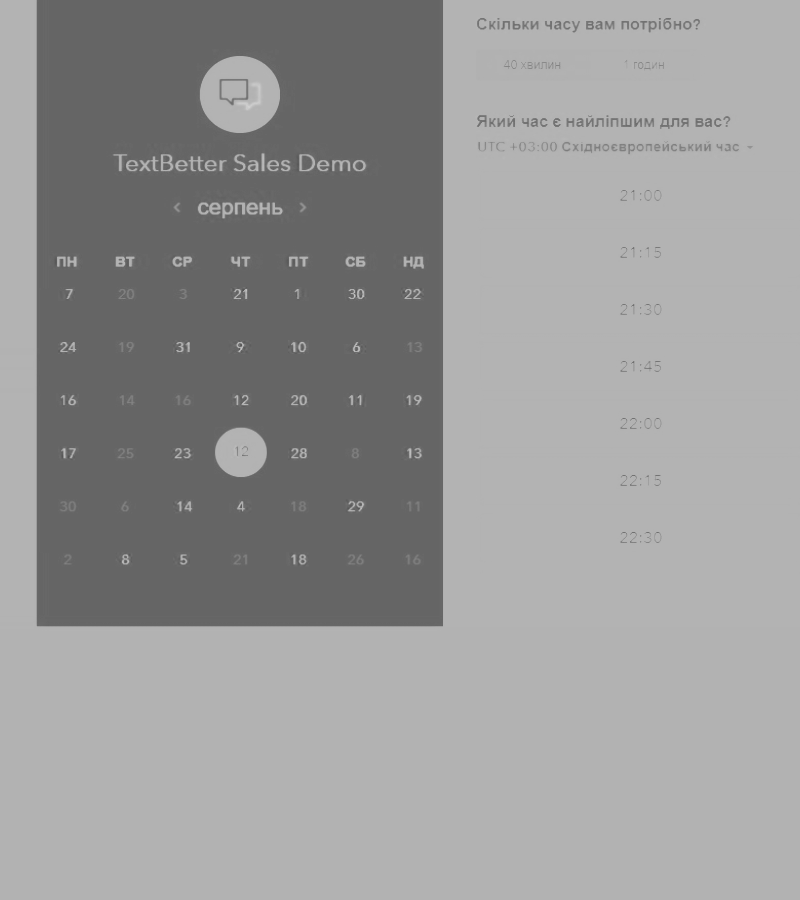 TextBetter Sales Demo
серпень
ПН ВТ СР ЧТ ПТ СБ НД
7 20 3 21 1 30 22
24 19 31 9 10 6 13
16 14 16 12 20 11 19
17 25 23 12 28 8 13
30 6 14 4 18 29 11
2 8 5 21 18 26 16
Скільки часу вам потрібно?
40 хвилин 1 годин
Який час є найліпшим для вас?
UTC +03:00 Східноєвропейський час
21:00
21:15
21:30
21:45
22:00
22:15
22:30